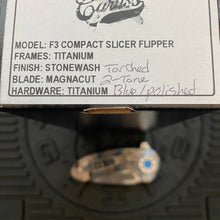 MODEL: F3 COMPACT SLICER FLIPPER
FRAMES: TITANIUM
FINISH: STONEWASH Torched
BLADE: MAGNACUT 2-Tone
HARDWARE: TITANIUM Blue/polished